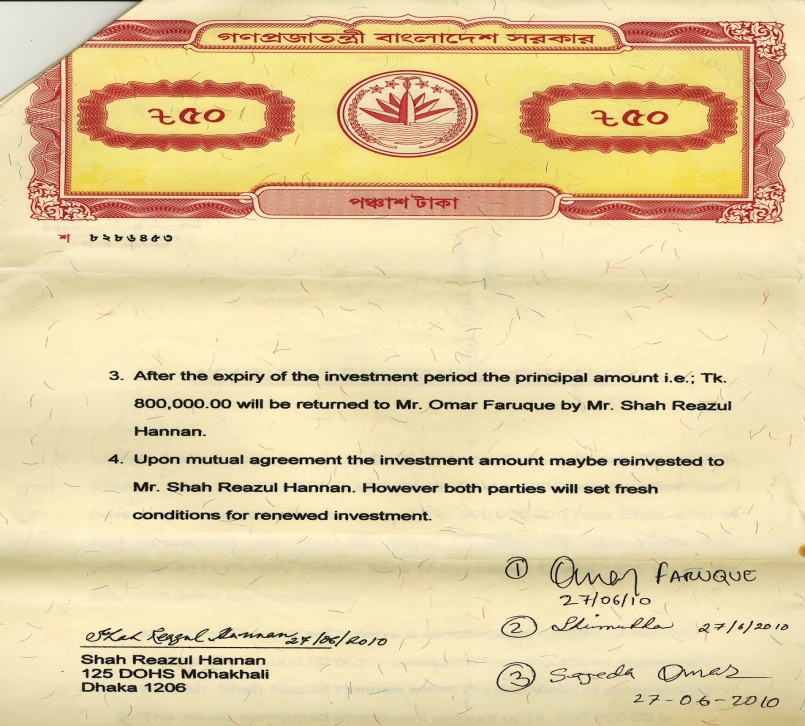 গণপ্রজাতন্ত্রী বাংলাদেশ সরকার
৳ ৫০
৳ ৫০
পঞ্চাশ টাকা
শ ৮২৮৬৪৫৩
3. After the expiry of the investment period the principal amount i.e.; Tk.
800,000.00 will be returned to Mr. Omar Faruque by Mr. Shah Reazul
Hannan.
4. Upon mutual agreement the investment amount maybe reinvested to
Mr. Shah Reazul Hannan. However both parties will set fresh
conditions for renewed investment.
① Omar FARUQUE
27/06/10
② 27/6/2010
Shah Reazul Hannan 27/06/2010
Shah Reazul Hannan
125 DOHS Mohakhali
Dhaka 1206
③ Sajeda Omar
27-06-2010